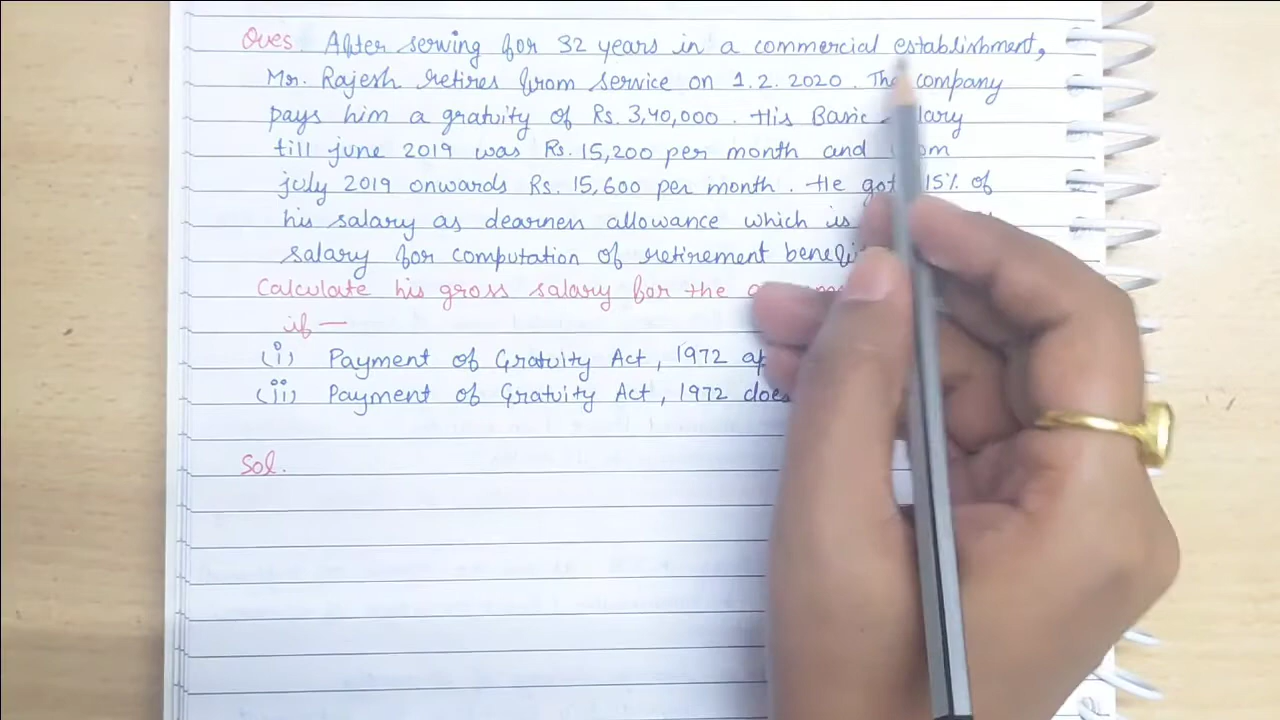 Ques. After serving for 32 years in a commercial establishment,
Mr. Rajesh retires from service on 1.2.2020. The company
pays him a gratuity of Rs. 3,40,000. His Basic
till june 2019 was Rs. 15,200 per month and
july 2019 onwards Rs. 15,600 per month. He got 15% of
his salary as dearness allowance which is
salary for computation of retirement
Calculate his gross salary for the
if —
(i) Payment of Gratuity Act, 1972
(ii) Payment of Gratuity Act, 1972 does
Sol.